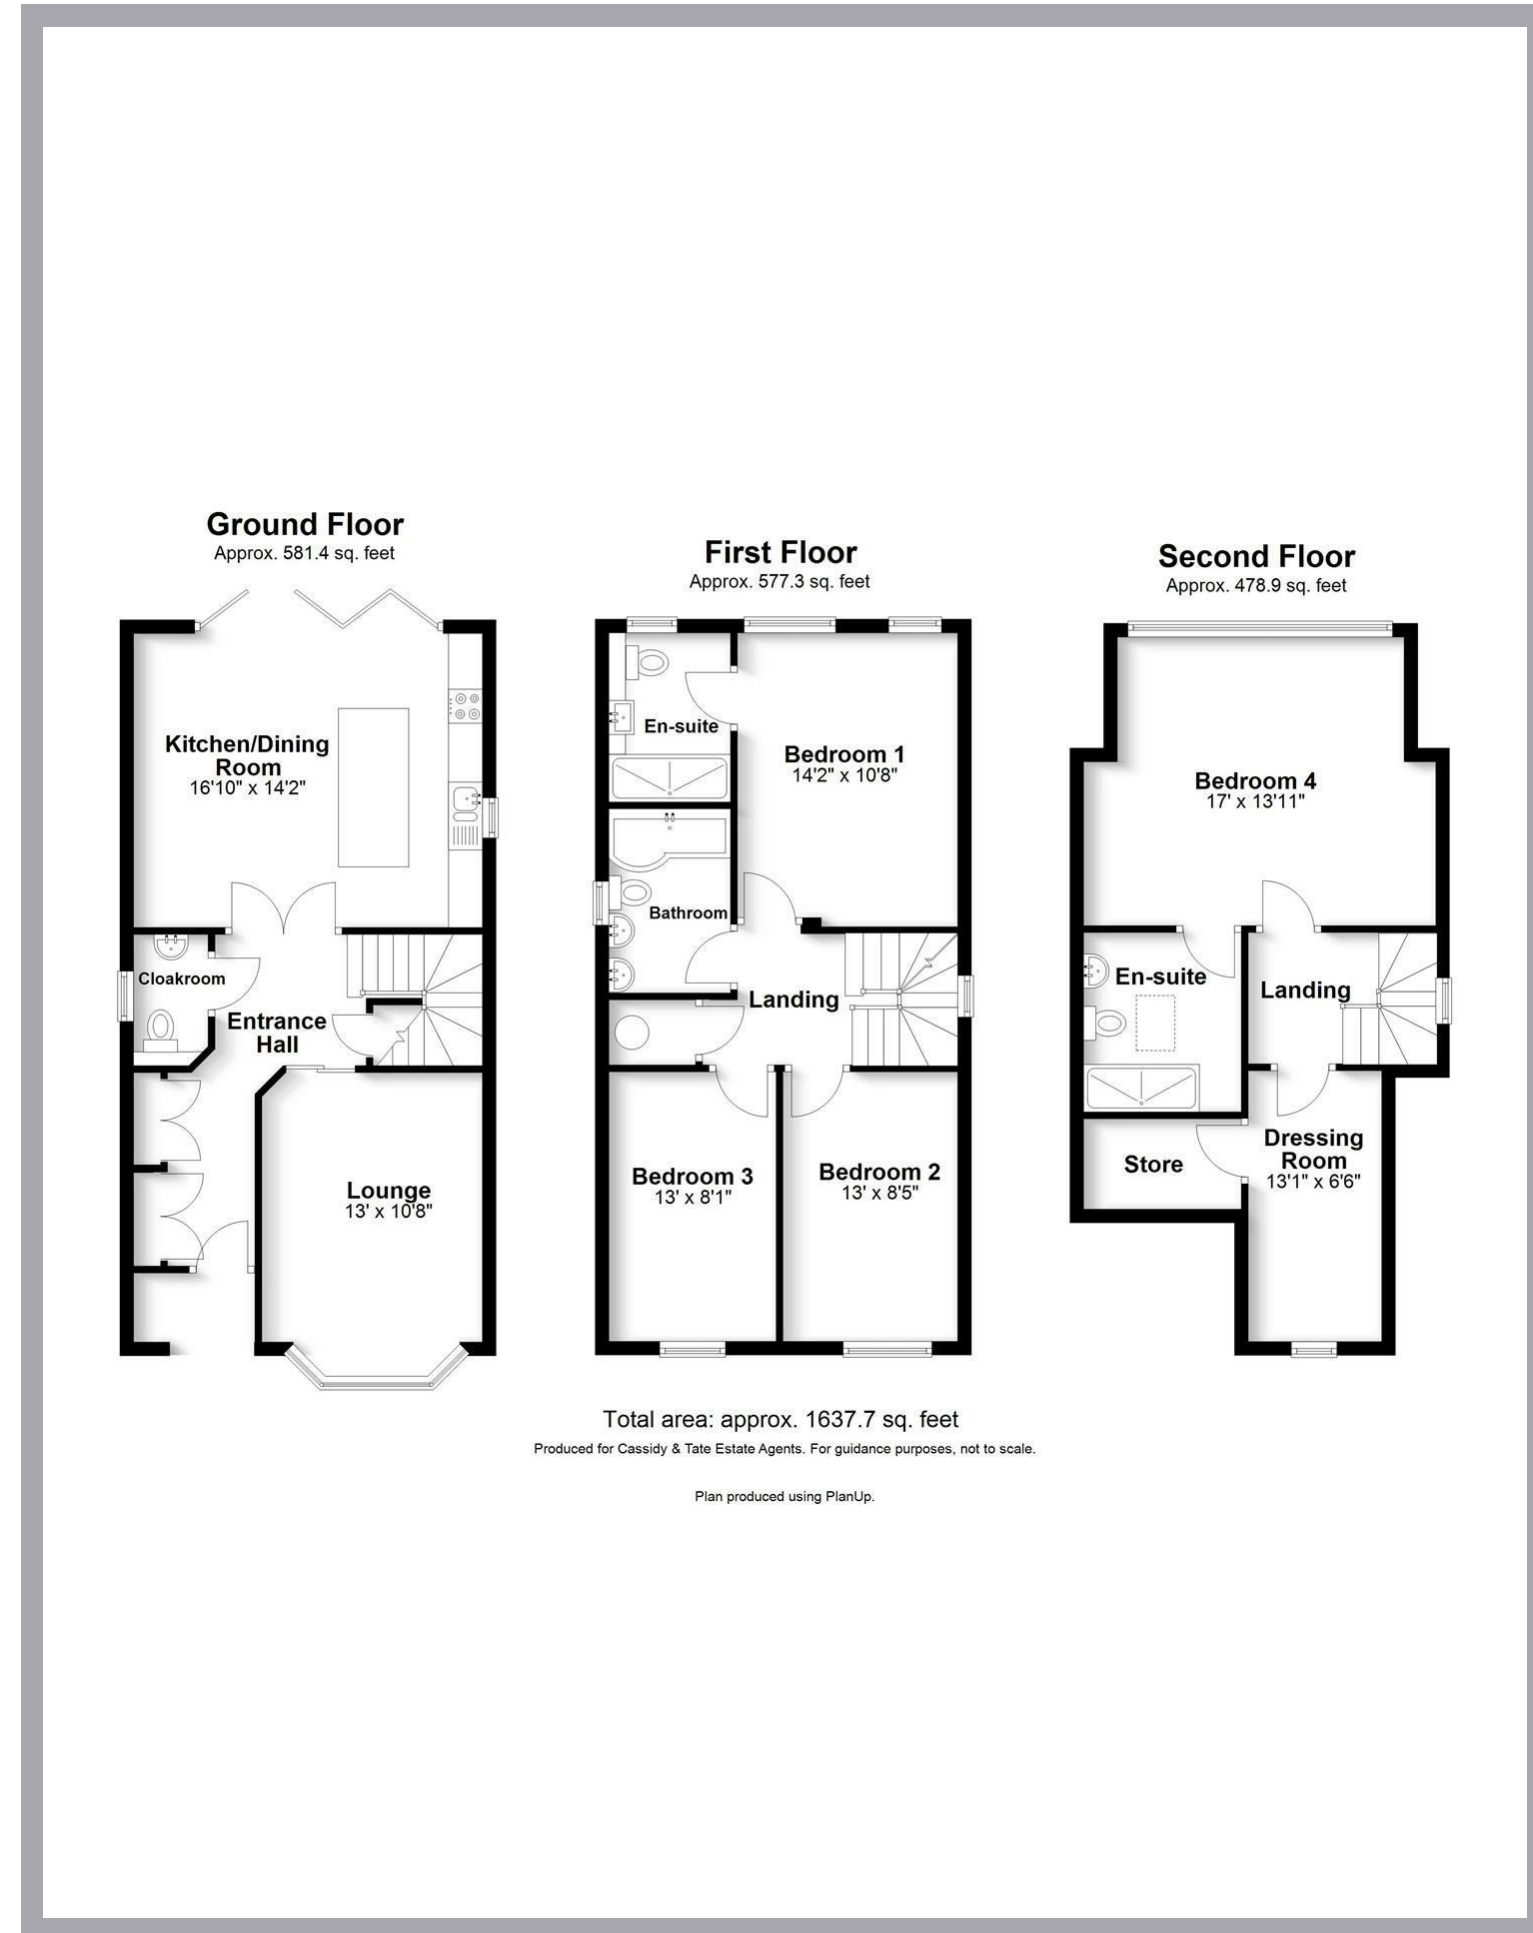 Ground Floor
Approx. 581.4 sq. feet
Kitchen/Dining
Room
16'10" x 14'2"
Cloakroom
Entrance
Hall
Lounge
13' x 10'8"
First Floor
Approx. 577.3 sq. feet
En-suite
Bedroom 1
14'2" x 10'8"
Bathroom
Landing
Bedroom 3
13' x 8'1"
Bedroom 2
13' x 8'5"
Second Floor
Approx. 478.9 sq. feet
Bedroom 4
17' x 13'11"
En-suite
Landing
Store
Dressing
Room
13'1" x 6'6"
Total area: approx. 1637.7 sq. feet
Produced for Cassidy & Tate Estate Agents. For guidance purposes, not to scale.
Plan produced using PlanUp.